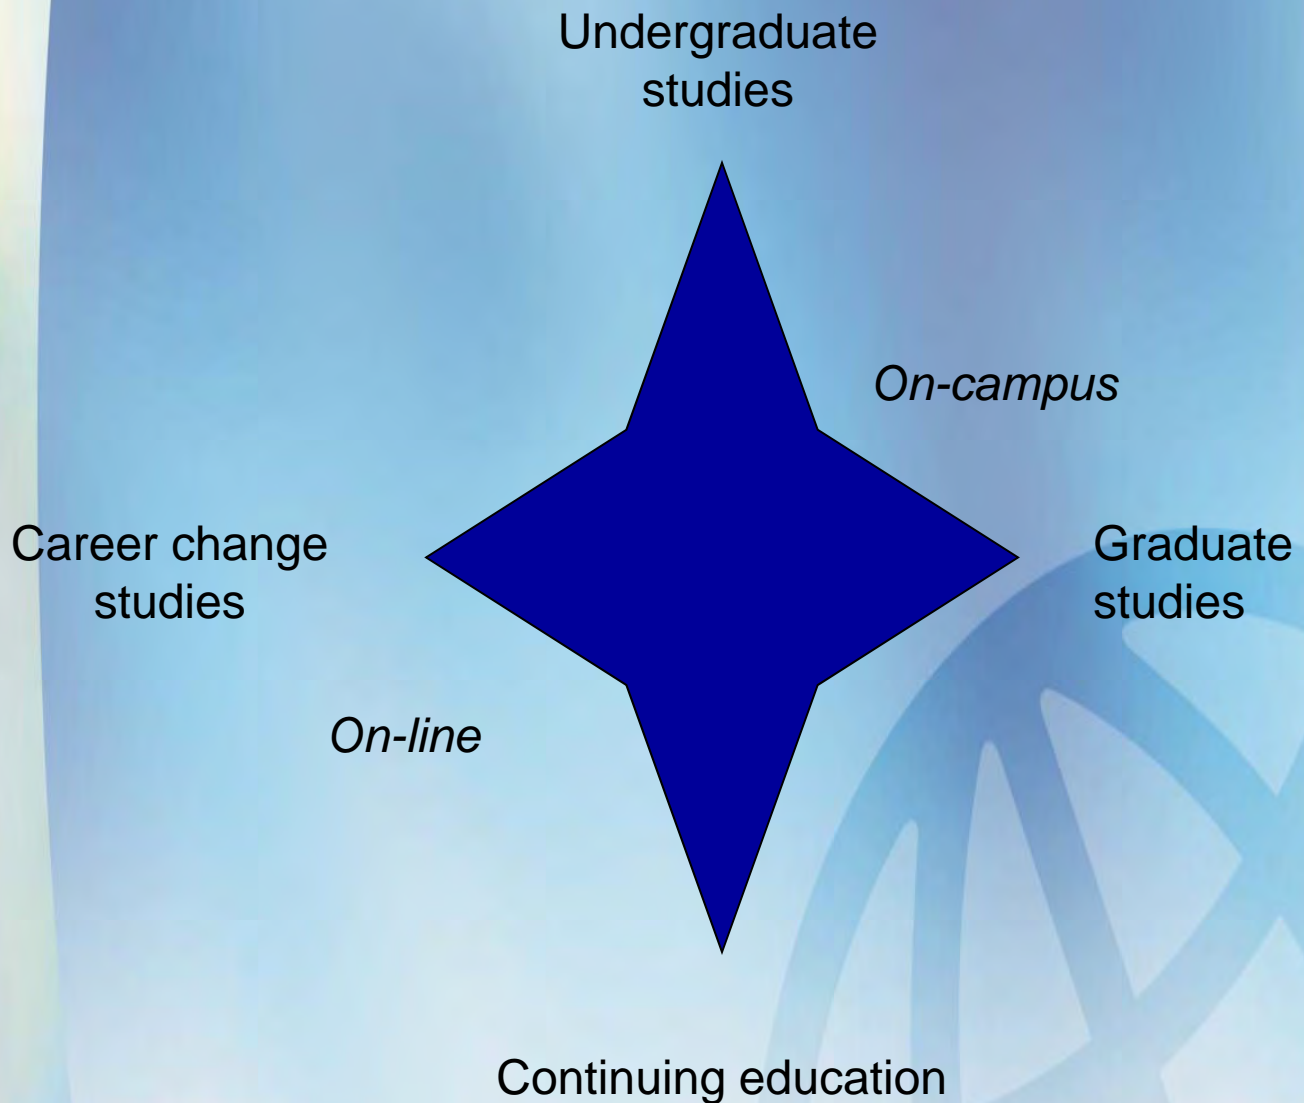 Undergraduate
studies
On-campus
Career change
studies
Graduate
studies
On-line
Continuing education